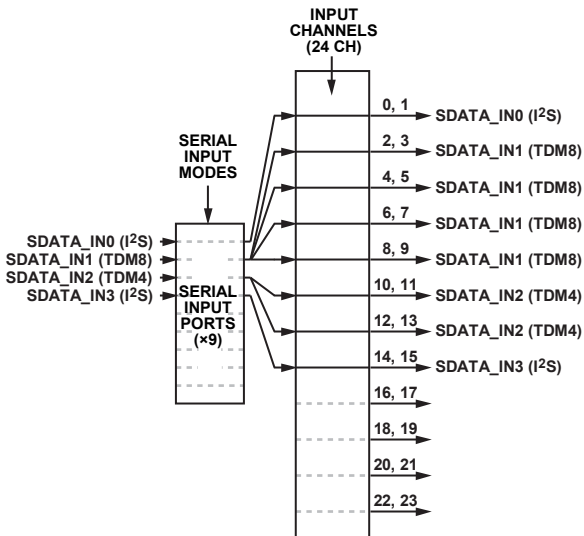 INPUT
CHANNELS
(24 CH)
SERIAL
INPUT
MODES
SDATA_IN0 (I2S)
SDATA_IN1 (TDM8)
SDATA_IN2 (TDM4)
SDATA_IN3 (I2S)
SERIAL
INPUT
PORTS
(×9)
0, 1 SDATA_IN0 (I2S)
2, 3 SDATA_IN1 (TDM8)
4, 5 SDATA_IN1 (TDM8)
6, 7 SDATA_IN1 (TDM8)
8, 9 SDATA_IN1 (TDM8)
10, 11 SDATA_IN2 (TDM4)
12, 13 SDATA_IN2 (TDM4)
14, 15 SDATA_IN3 (I2S)
16, 17
18, 19
20, 21
22, 23